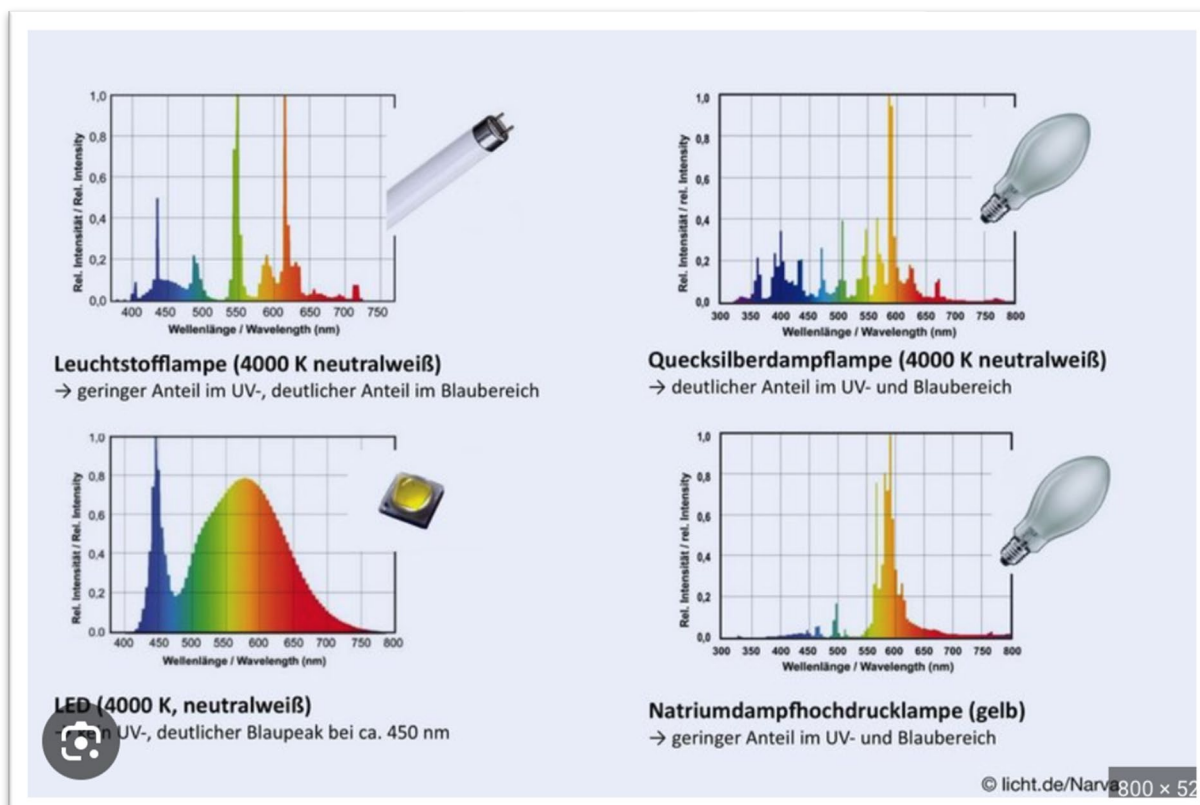 1,0
0,8
0,6
0,4
0,2
0,0
Rel. Intensität / Rel. Intensity
400 450 500 550 600 650 700 750
Wellenlänge / Wavelength (nm)
Leuchtstofflampe (4000 K neutralweiß)
→ geringer Anteil im UV-, deutlicher Anteil im Blaubereich
1,0
0,8
0,6
0,4
0,2
0,0
Rel. Intensität / rel. Intensity
300 350 400 450 500 550 600 650 700 750 800
Wellenlänge / Wavelength (nm)
Quecksilberdampflampe (4000 K neutralweiß)
→ deutlicher Anteil im UV- und Blaubereich
1,0
0,8
0,6
0,4
0,2
0.0
Rel. Intensität / Rel. Intensity
400 450 500 550 600 650 700 750 800
Wellenlänge / Wavelength (nm)
LED (4000 K, neutralweiß)
→ kein UV-, deutlicher Blaupeak bei ca. 450 nm
1,0
0,8
0,6
0,4
0,2
0,0
Rel. Intensität / rel. Intensity
300 350 400 450 500 550 600 650 700 750 800
Wellenlänge / Wavelength (nm)
Natriumdampfhochdrucklampe (gelb)
→ geringer Anteil im UV- und Blaubereich
© licht.de/Narva
800 × 52